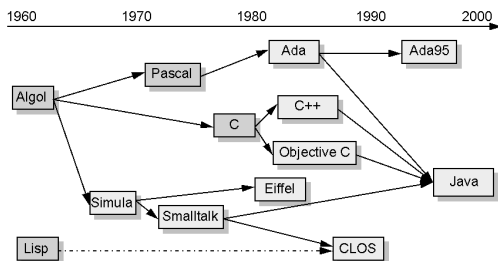 1960 1970 1980 1990 2000
Ada
Ada95
Pascal
Algol
C++
C
Objective C
Java
Eiffel
Simula
Smalltalk
Lisp
CLOS